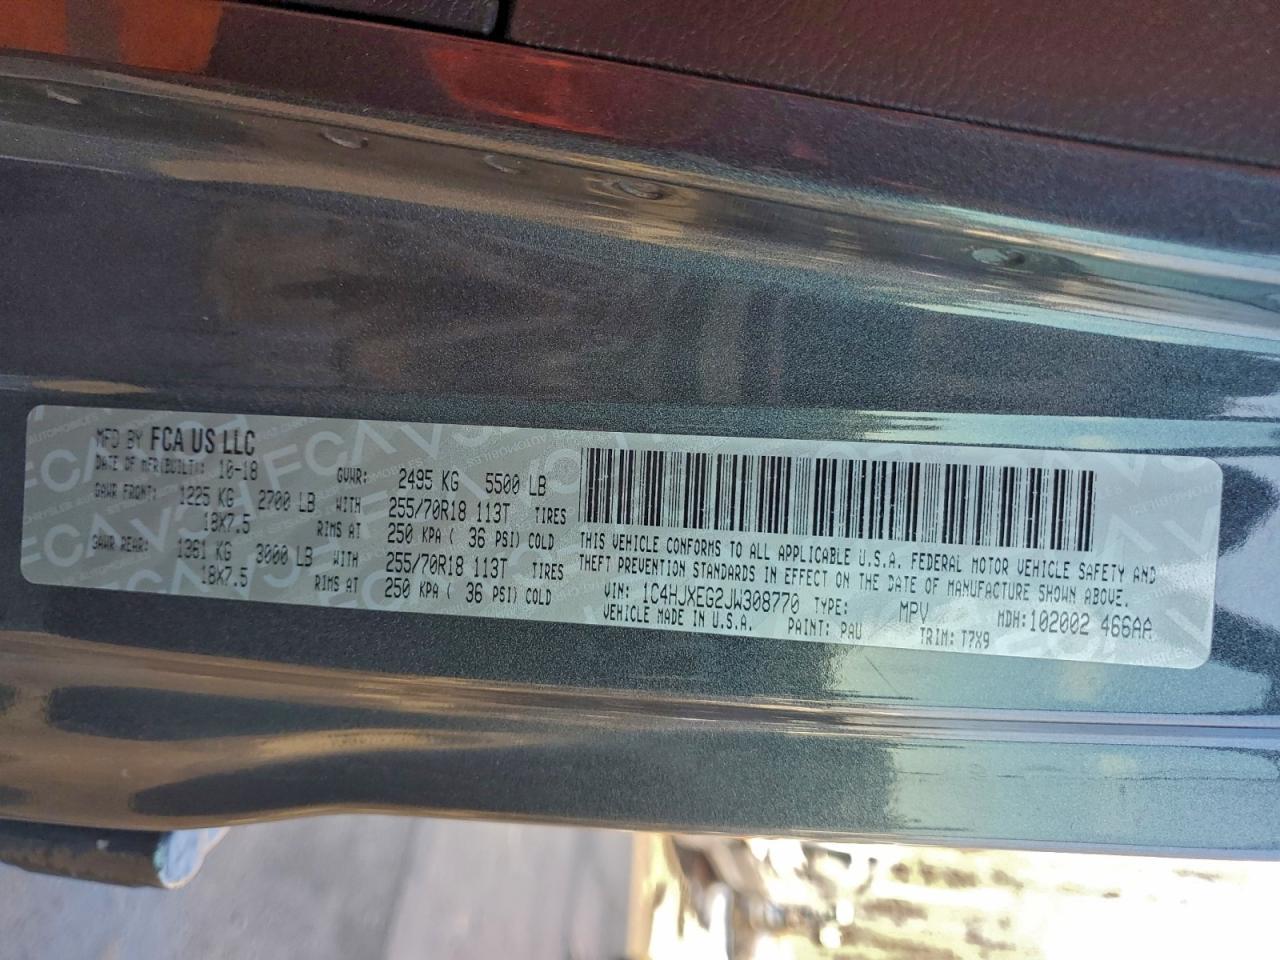 MFD BY FCA US LLC
DATE OF MFR(BUILT): 10-18 GVWR: 2495 KG 5500 LB
GAWR FRONT: 1225 KG 2700 LB WITH 255/70R18 113T TIRES
18X7.5 RIMS AT 250 KPA ( 36 PSI) COLD
GAWR REAR: 1361 KG 3000 LB WITH 255/70R18 113T TIRES
18X7.5 RIMS AT 250 KPA ( 36 PSI) COLD
THIS VEHICLE CONFORMS TO ALL APPLICABLE U.S.A. FEDERAL MOTOR VEHICLE SAFETY AND
THEFT PREVENTION STANDARDS IN EFFECT ON THE DATE OF MANUFACTURE SHOWN ABOVE.
VIN: 1C4HJXEG2JW308770 TYPE: MPV MDH:102002 466AA
VEHICLE MADE IN U.S.A. PAINT: PAU TRIM: T7X9